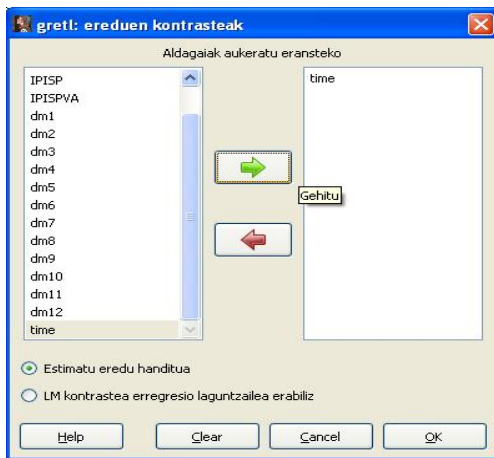 gretl: ereduen kontrasteak
Aldagaiak aukeratu eransteko
IPISP
IPISPVA
dm1
dm2
dm3
dm4
dm5
dm6
dm7
dm8
dm9
dm10
dm11
dm12
time
time
Gehitu
Estimatu eredu handitua
LM kontrastea erregresio laguntzailea erabiliz
Help
Clear
Cancel
OK